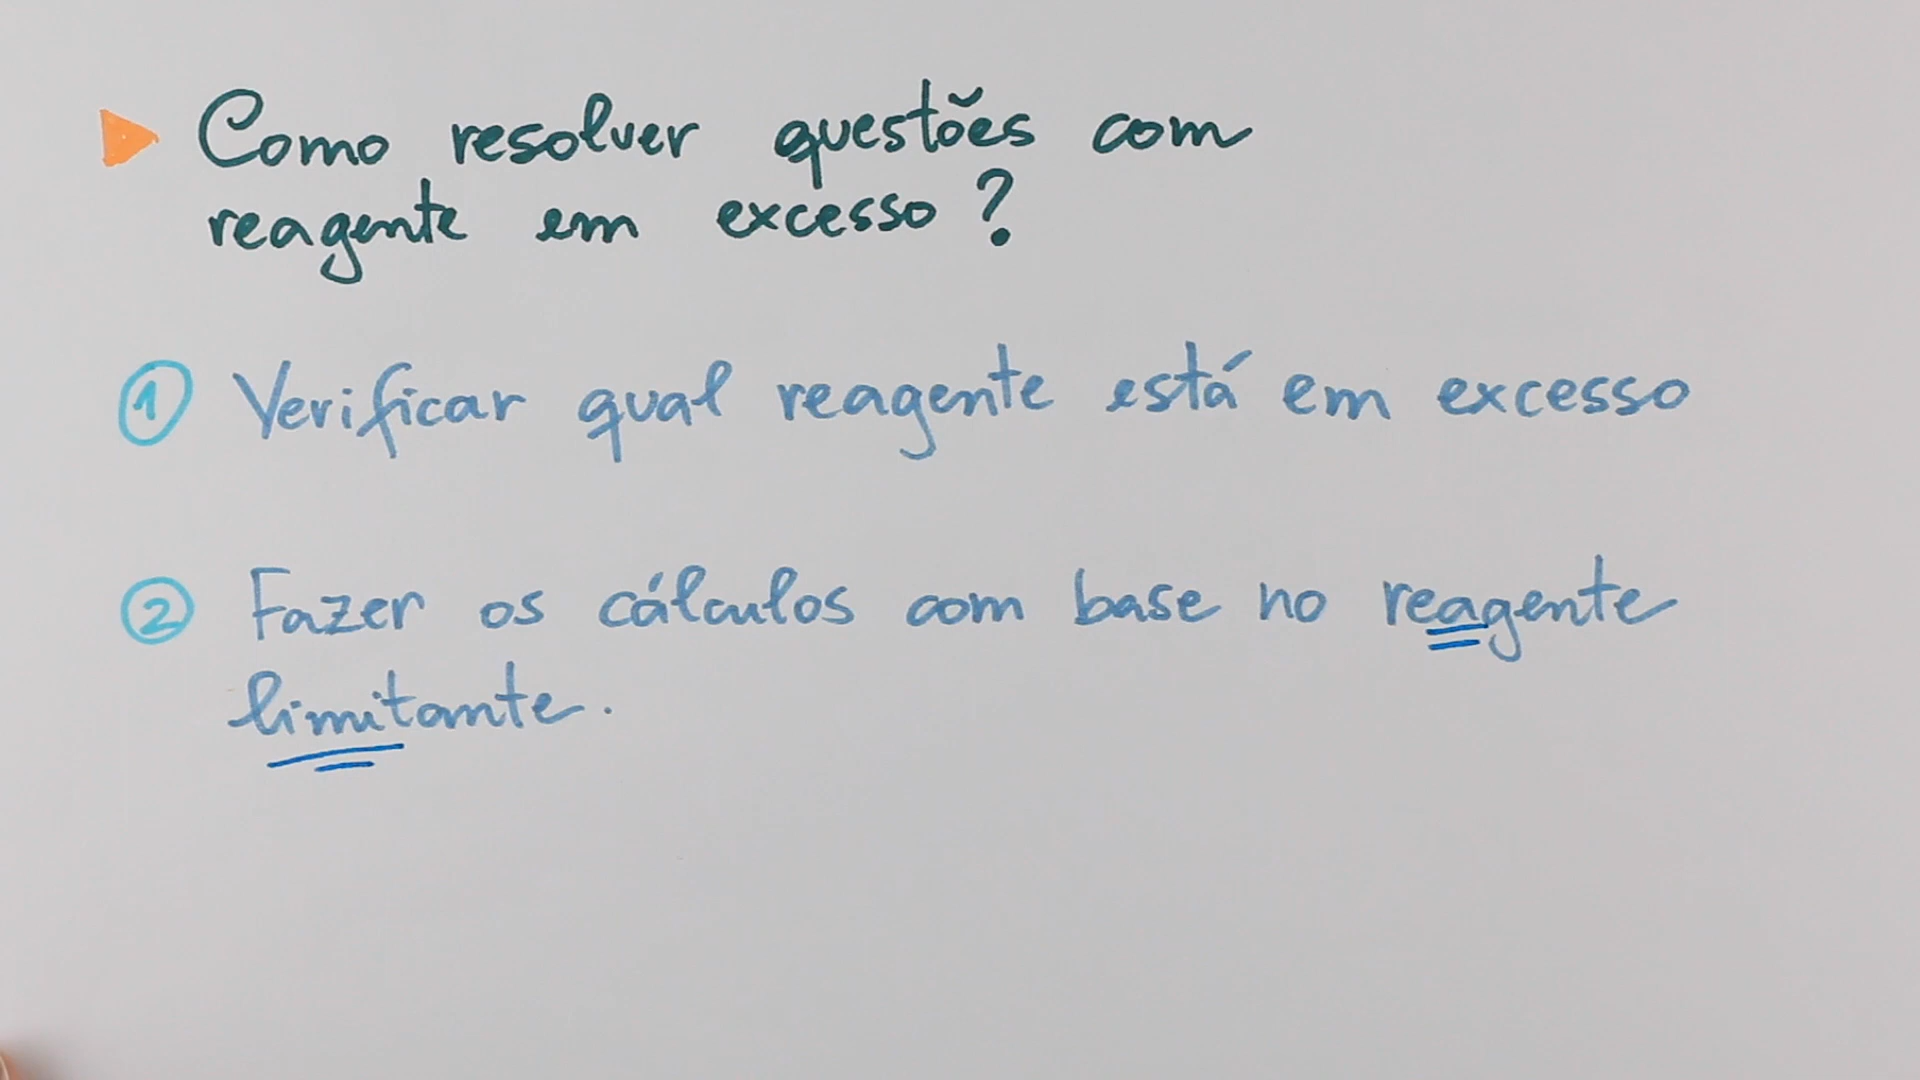 Como resolver questões com
reagente em excesso?
1 Verificar qual reagente está em excesso
2 Fazer os cálculos com base no reagente
limitante.